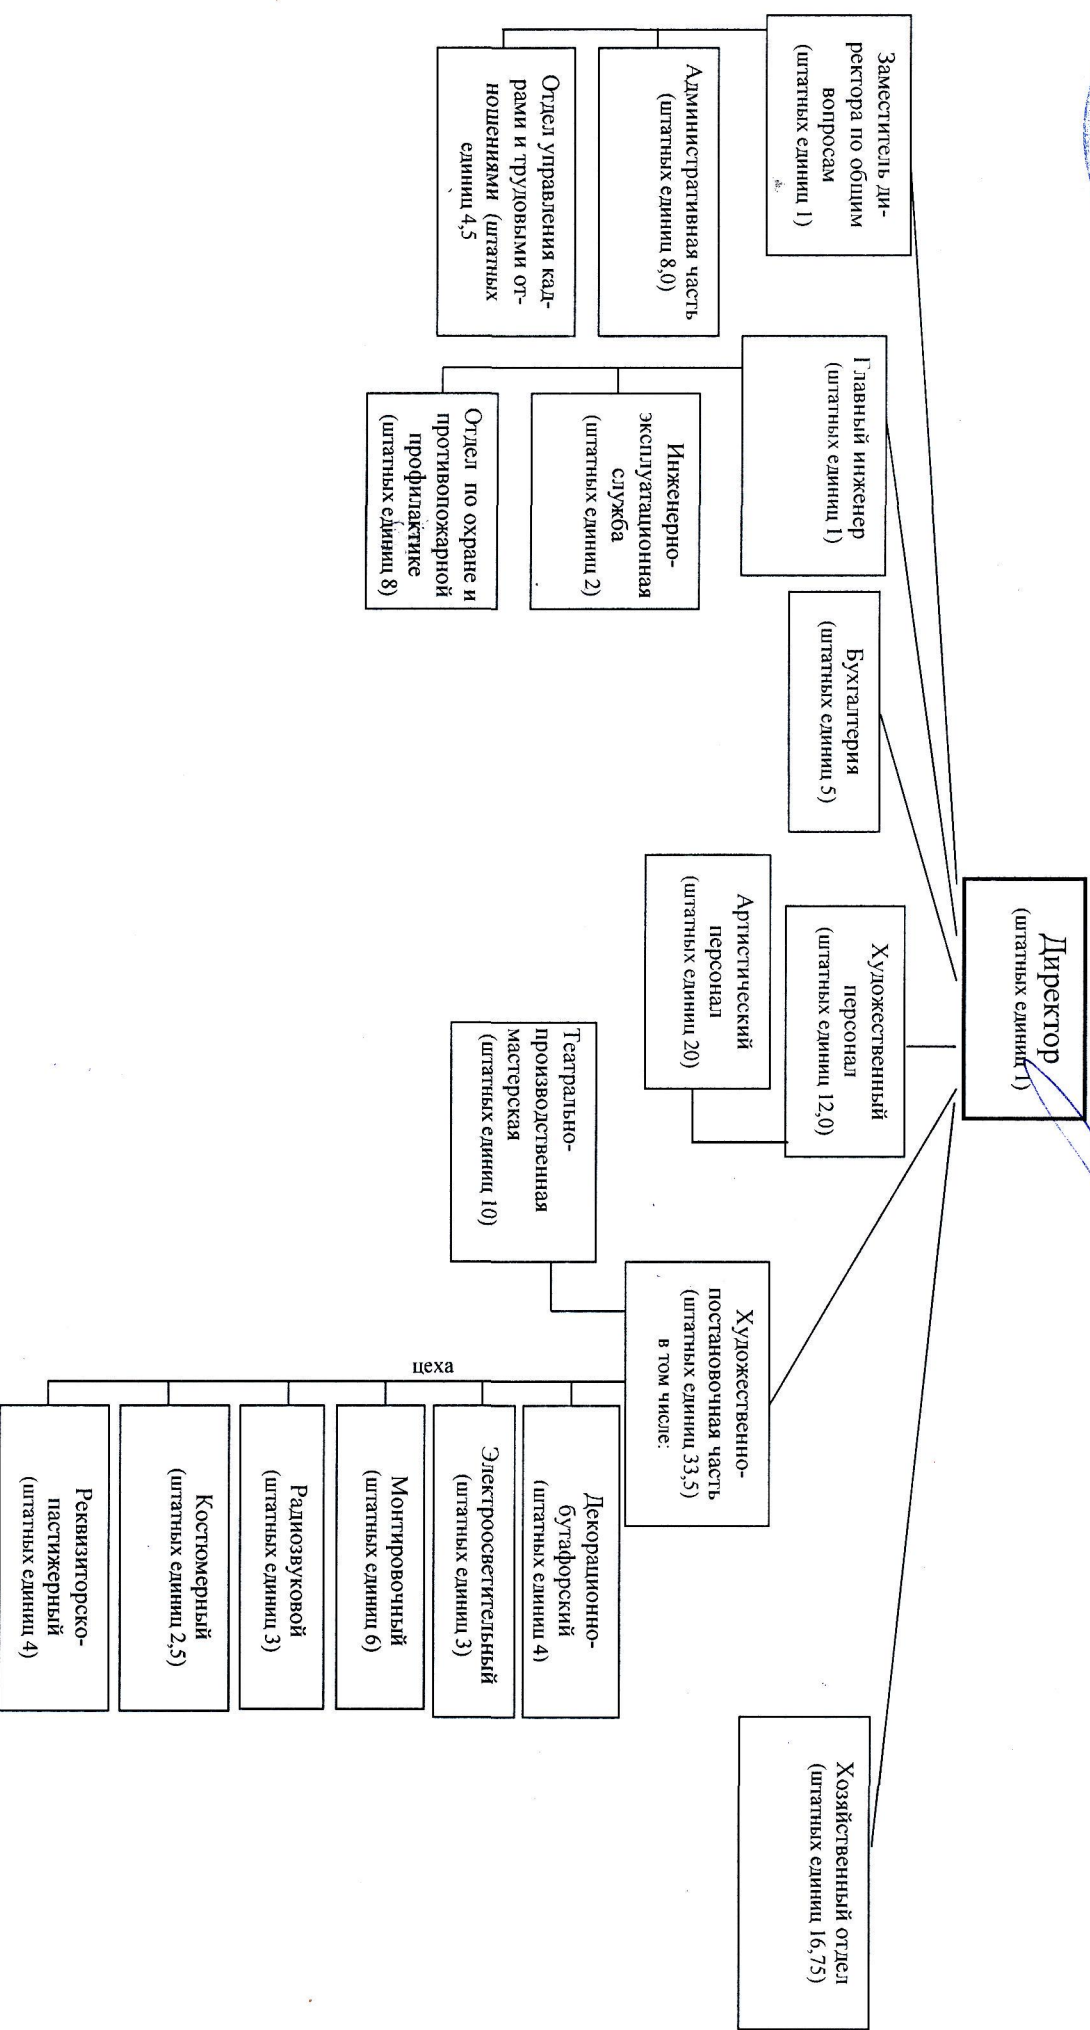 Директор
(штатных единиц 1)
Заместитель ди-
ректора по общим
вопросам
(штатных единиц 1)
Административная часть
(штатных единиц 8,0)
Отдел управления кад-
рами и трудовыми от-
ношениями (штатных
единиц 4,5
Главный инженер
(штатных единиц 1)
Инженерно-
эксплуатационная
служба
(штатных единиц 2)
Отдел по охране и
противопожарной
профилактике
(штатных единиц 8)
Бухгалтерия
(штатных единиц 5)
Художественный
персонал
(штатных единиц 12,0)
Артистический
персонал
(штатных единиц 20)
Художественно-
постановочная часть
(штатных единиц 33,5)
в том числе:
Театрально-
производственная
мастерская
(штатных единиц 10)
цеха
Декорационно-
бутафорский
(штатных единиц 4)
Электроосветительный
(штатных единиц 3)
Монтировочный
(штатных единиц 6)
Радиозвуковой
(штатных единиц 3)
Костюмерный
(штатных единиц 2,5)
Реквизиторско-
пастижерный
(штатных единиц 4)
Хозяйственный отдел
(штатных единиц 16,75)